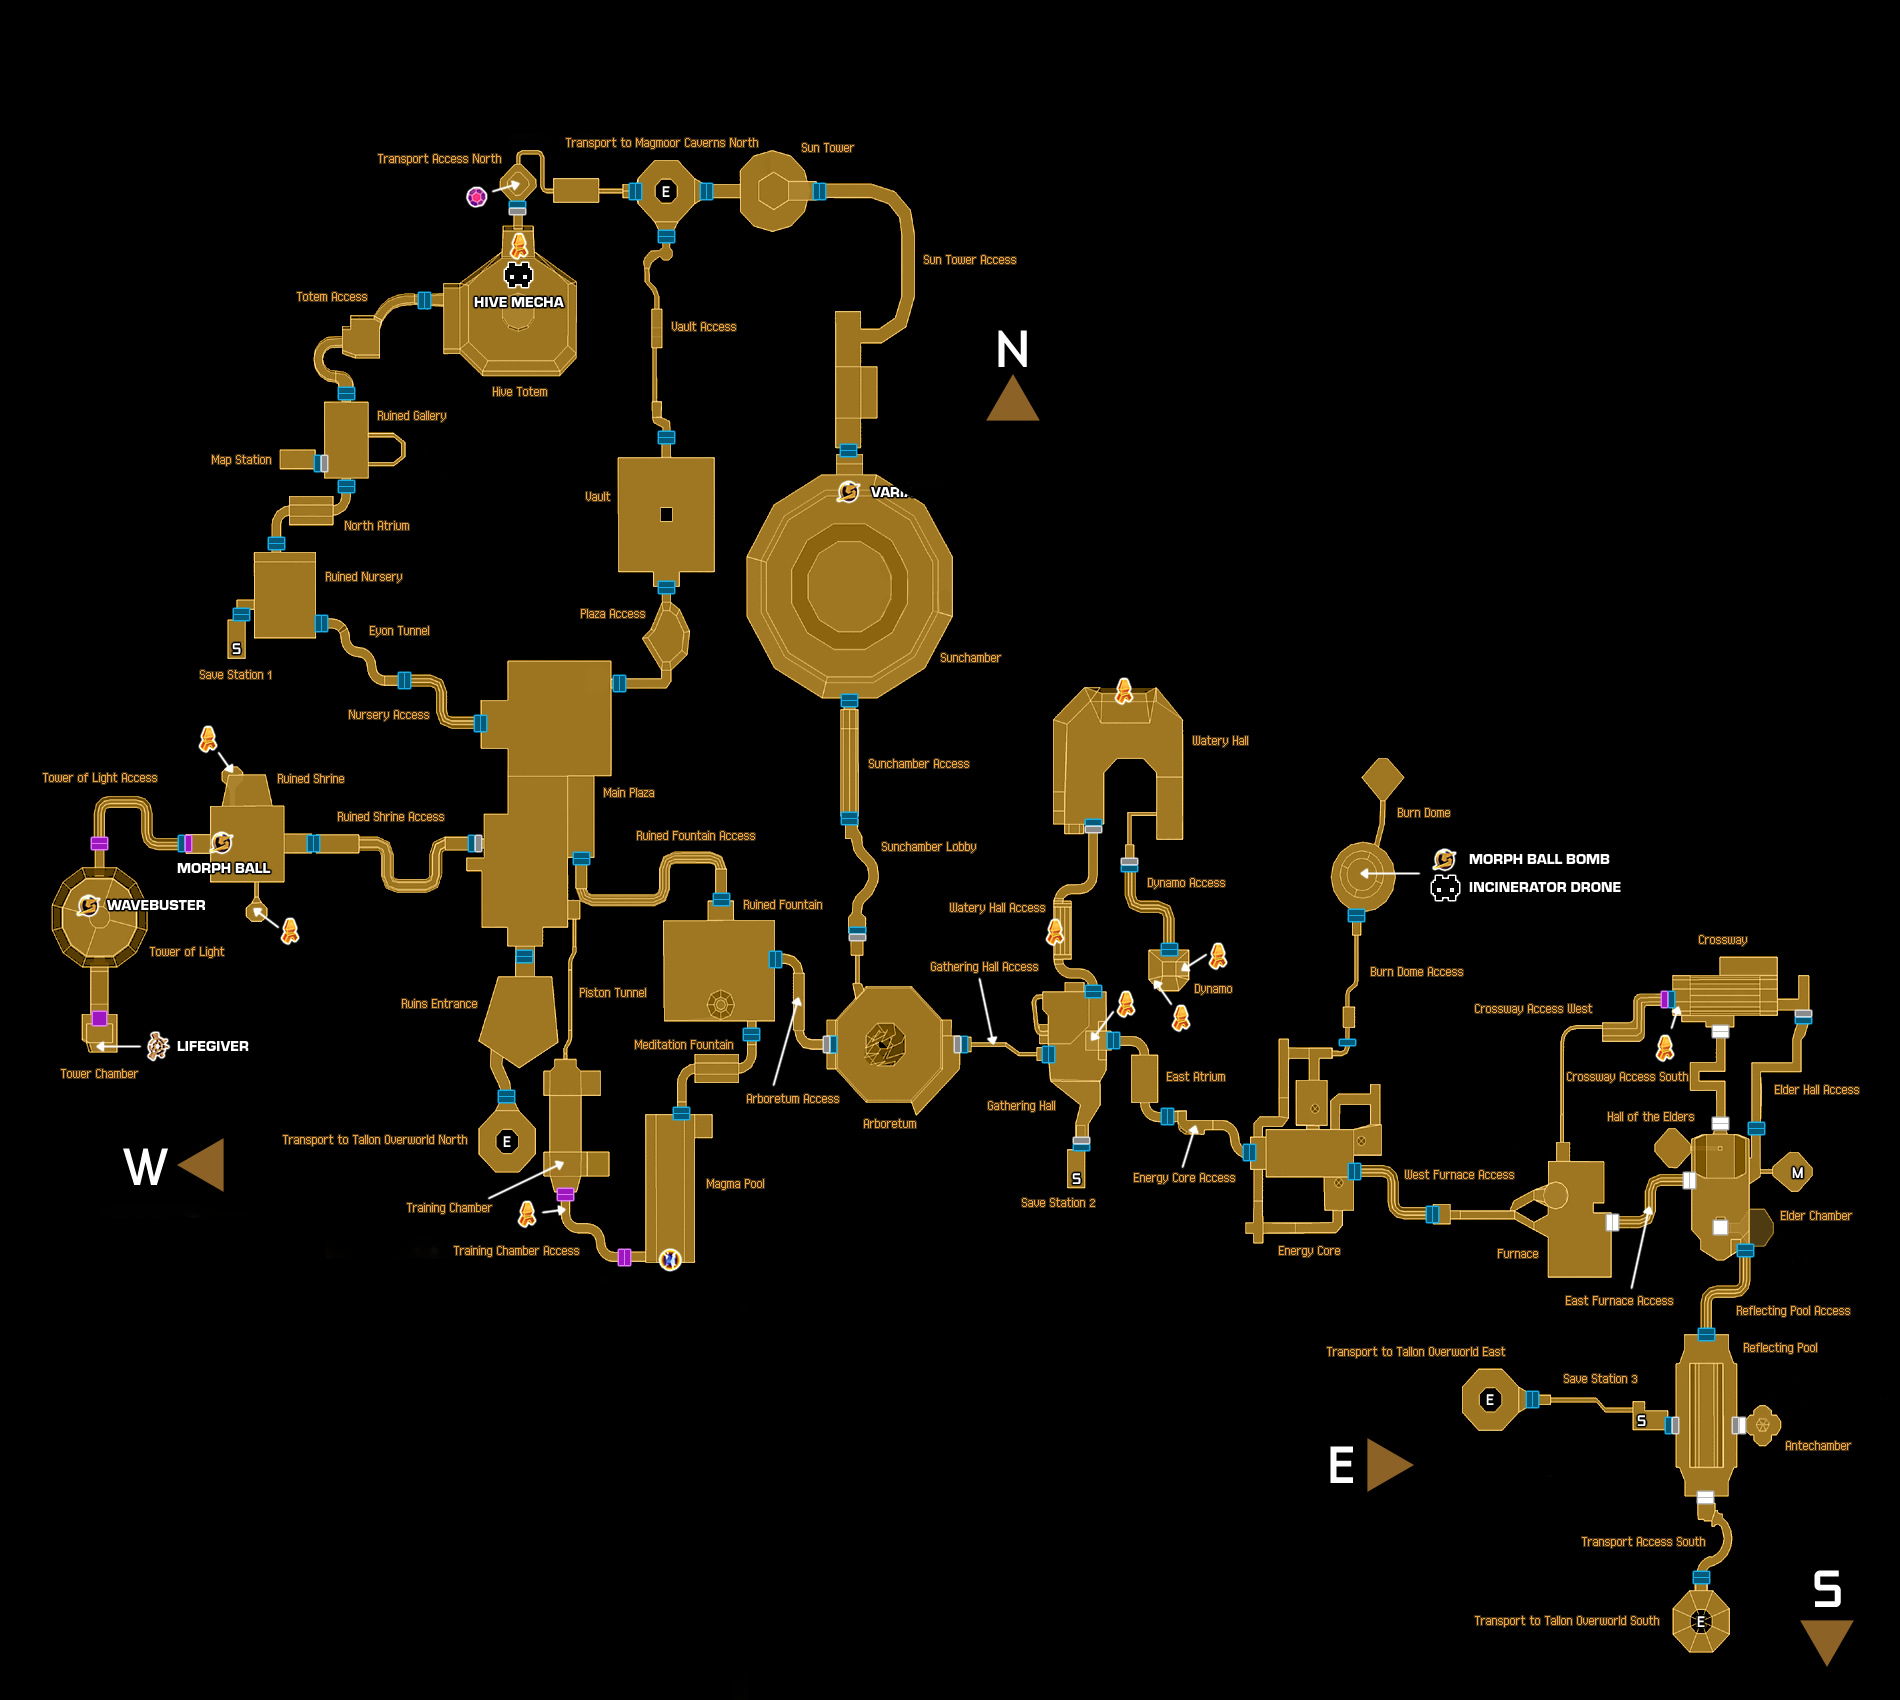 Transport to Magmoor Caverns North
Sun Tower
Transport Access North
E
Sun Tower Access
Totem Access
HIVE MECHA
Vault Access
N
Hive Totem
Ruined Gallery
Map Station
Vault
North Atrium
Ruined Nursery
Plaza Access
Eyon Tunnel
S
Save Station 1
Sunchamber
Nursery Access
Watery Hall
Tower of Light Access
Ruined Shrine
Sunchamber Access
Main Plaza
Burn Dome
Ruined Shrine Access
Ruined Fountain Access
Sunchamber Lobby
MORPH BALL BOMB
MORPH BALL
Dynamo Access
INCINERATOR DRONE
WAVEBUSTER
Ruined Fountain
Watery Hall Access
Tower of Light
Crossway
Gathering Hall Access
Burn Dome Access
Ruins Entrance
Piston Tunnel
Dynamo
Crossway Access West
Meditation Fountain
LIFEGIVER
Tower Chamber
East Atrium
Crossway Access South
Elder Hall Access
Arboretum Access
Gathering Hall
Hall of the Elders
Arboretum
Transport to Tallon Overworld North
E
W
M
Energy Core Access
S
West Furnace Access
Magma Pool
Save Station 2
Training Chamber
Elder Chamber
Training Chamber Access
Energy Core
Furnace
East Furnace Access
Reflecting Pool Access
Transport to Tallon Overworld East
Reflecting Pool
Save Station 3
E
S
Antechamber
E
Transport Access South
S
Transport to Tallon Overworld South
E